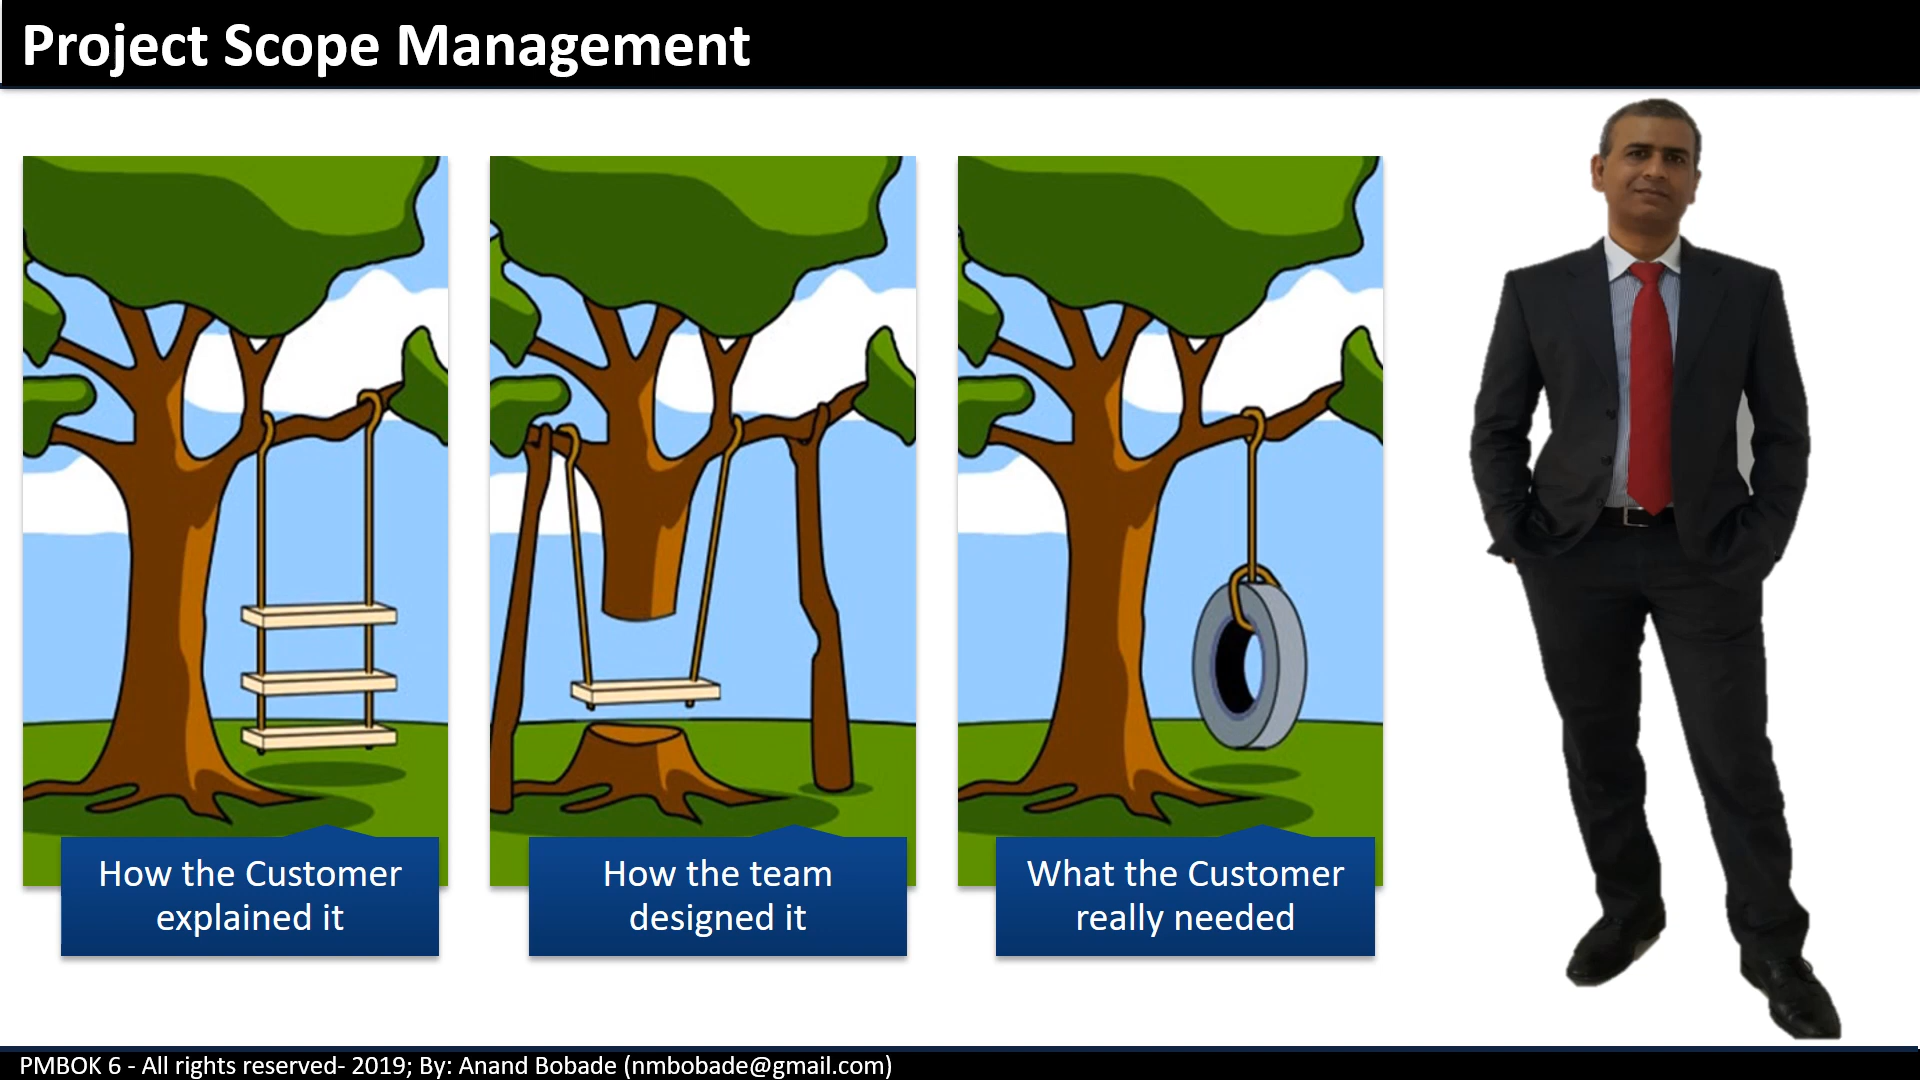 Project Scope Management
How the Customer
explained it
How the team
designed it
What the Customer
really needed
PMBOK 6 - All rights reserved- 2019; By: Anand Bobade (nmbobade@gmail.com)